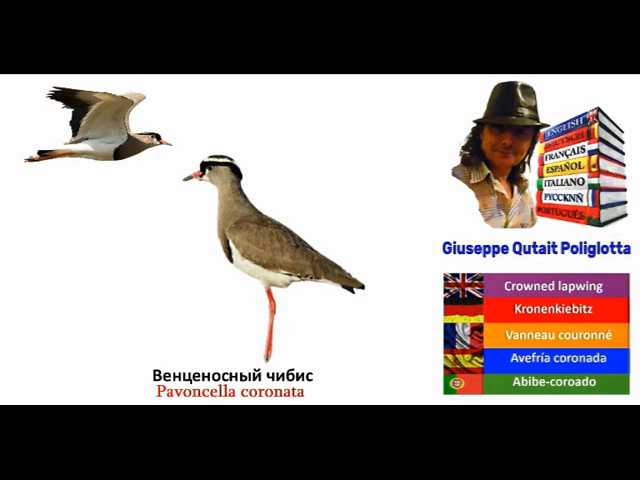 ENGLISH
DEUTSCH
FRANÇAIS
ESPAÑOL
ITALIANO
РУССКNÑ
PORTUGUÊS
Giuseppe Qutait Poliglotta
Crowned lapwing
Kronenkiebitz
Vanneau couronné
Avefría coronada
Abibe-coroado
Венценосный чибис
Pavoncella coronata